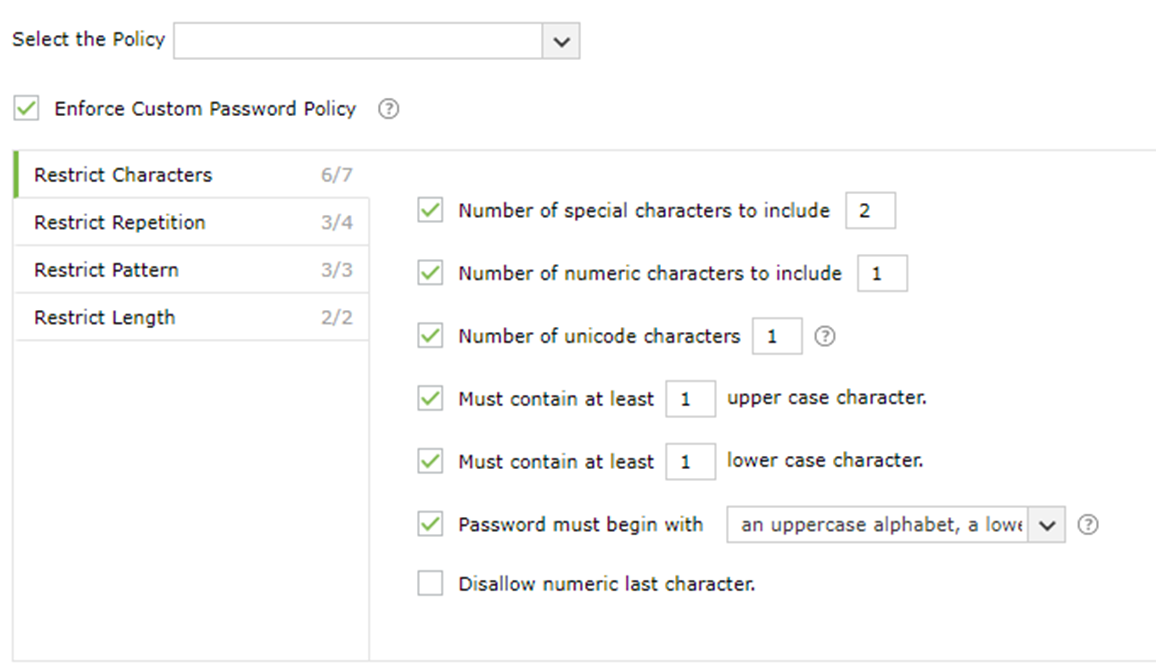 Select the Policy
Enforce Custom Password Policy ?
Restrict Characters 6/7
Restrict Repetition 3/4
Restrict Pattern 3/3
Restrict Length 2/2
Number of special characters to include 2
Number of numeric characters to include 1
Number of unicode characters 1 ?
Must contain at least 1 upper case character.
Must contain at least 1 lower case character.
Password must begin with an uppercase alphabet, a lowe ?
Disallow numeric last character.